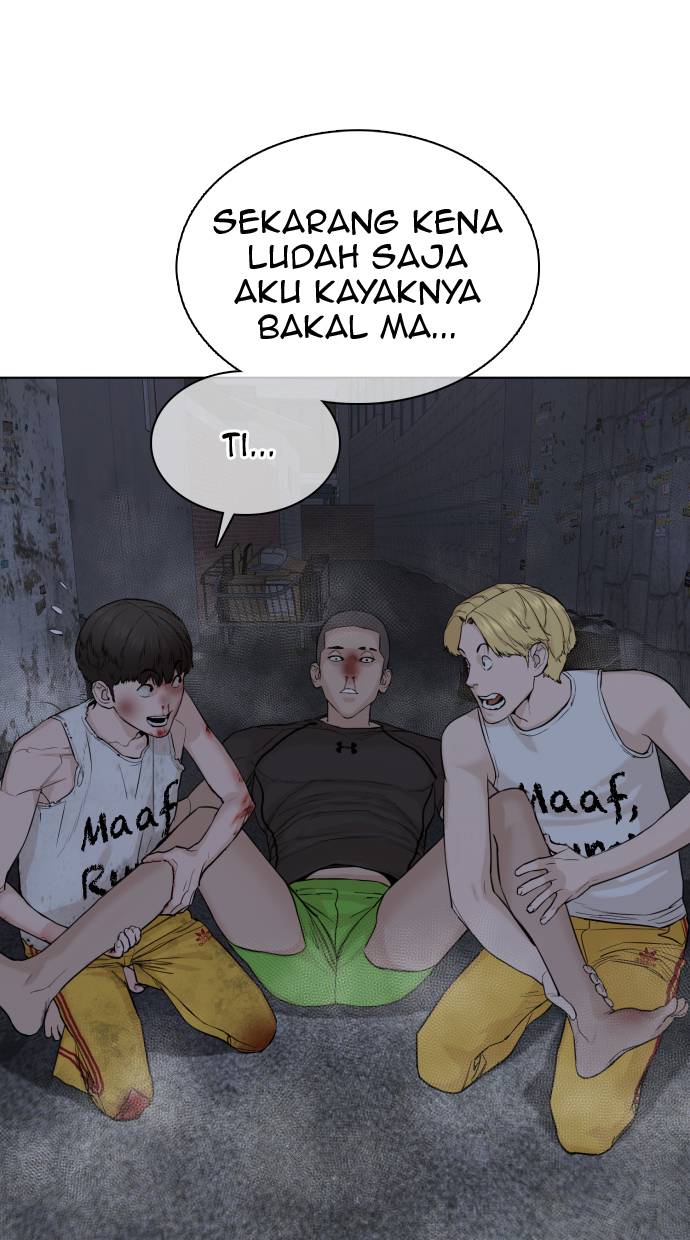 SEKARANG KENA
LUDAH SAJA
AKU KAYAKNYA
BAKAL MA...
TI...
Maaf
Maaf,